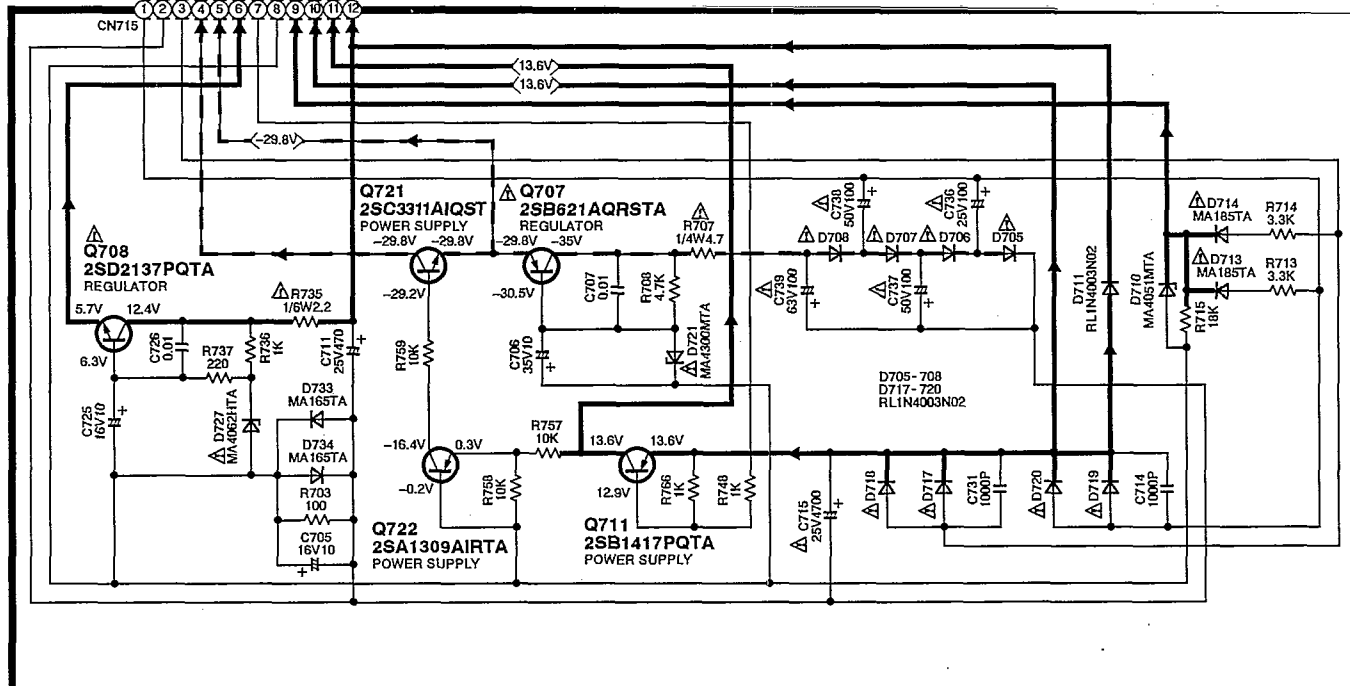 1 2 3 4 5 6 7 8 9 10 11 12
CN715
(13.6V)
(13.6V)
(-29.8V)
Q721
2SC3311AIQST
POWER SUPPLY
-29.8V -29.8V
-29.2V
Q707
2SB621AQRSTA
REGULATOR
-29.8V -35V
-30.5V
R707
1/4W4.7
C738
50V100
C736
25V100
D708
D707
D706
D705
C739
63V100
C737
50V100
D714
MA185TA
R714
3.3K
D713
MA185TA
R713
3.3K
D711
RL1N4003N02
D710
MA4051MTA
R715
18K
Q708
2SD2137PQTA
REGULATOR
5.7V 12.4V
6.3V
R735
1/6W2.2
C726
0.01
R737
220
R736
1K
C711
25V470
C725
16V10
D727
MA4062HTA
D733
MA165TA
D734
MA165TA
R703
100
C705
16V10
R759
10K
C707
0.01
R708
4.7K
C706
35V10
D721
MA4300MTA
D705-708
D717-720
RL1N4003N02
-16.4V 0.3V
-0.2V
R757
10K
R758
10K
Q722
2SA1309AIRTA
POWER SUPPLY
13.6V 13.6V
12.9V
Q711
2SB1417PQTA
POWER SUPPLY
R766
1K
R748
1K
C715
25V4700
D718
D717
C731
1000P
D720
D719
C714
1000P